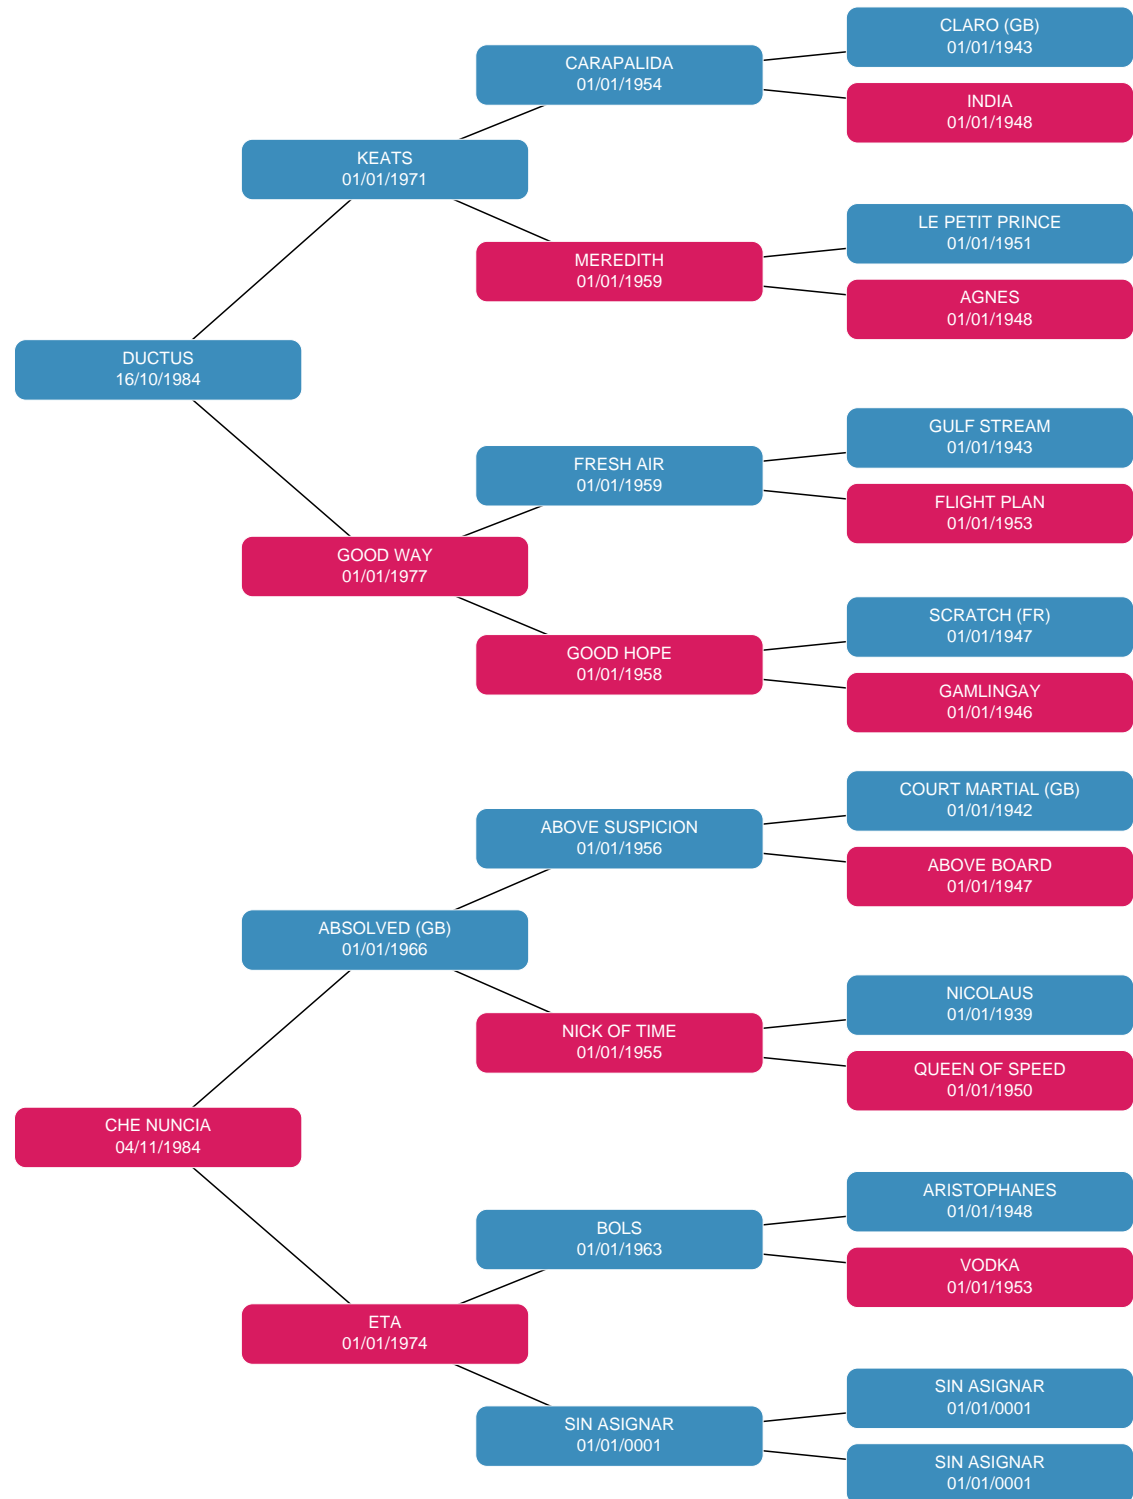 CLARO (GB)
01/01/1943
CARAPALIDA
01/01/1954
INDIA
01/01/1948
KEATS
01/01/1971
LE PETIT PRINCE
01/01/1951
MEREDITH
01/01/1959
AGNES
01/01/1948
DUCTUS
16/10/1984
GULF STREAM
01/01/1943
FRESH AIR
01/01/1959
FLIGHT PLAN
01/01/1953
GOOD WAY
01/01/1977
SCRATCH (FR)
01/01/1947
GOOD HOPE
01/01/1958
GAMLINGAY
01/01/1946
COURT MARTIAL (GB)
01/01/1942
ABOVE SUSPICION
01/01/1956
ABOVE BOARD
01/01/1947
ABSOLVED (GB)
01/01/1966
NICOLAUS
01/01/1939
NICK OF TIME
01/01/1955
QUEEN OF SPEED
01/01/1950
CHE NUNCIA
04/11/1984
ARISTOPHANES
01/01/1948
BOLS
01/01/1963
VODKA
01/01/1953
ETA
01/01/1974
SIN ASIGNAR
01/01/0001
SIN ASIGNAR
01/01/0001
SIN ASIGNAR
01/01/0001